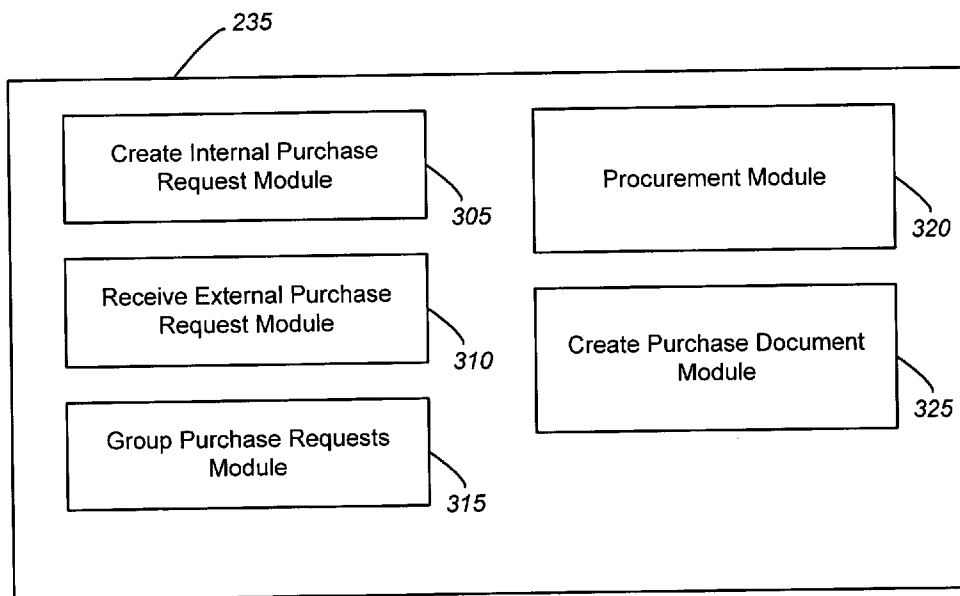 235
Create Internal Purchase
Request Module
305
Receive External Purchase
Request Module
310
Group Purchase Requests
Module
315
Procurement Module
320
Create Purchase Document
Module
325